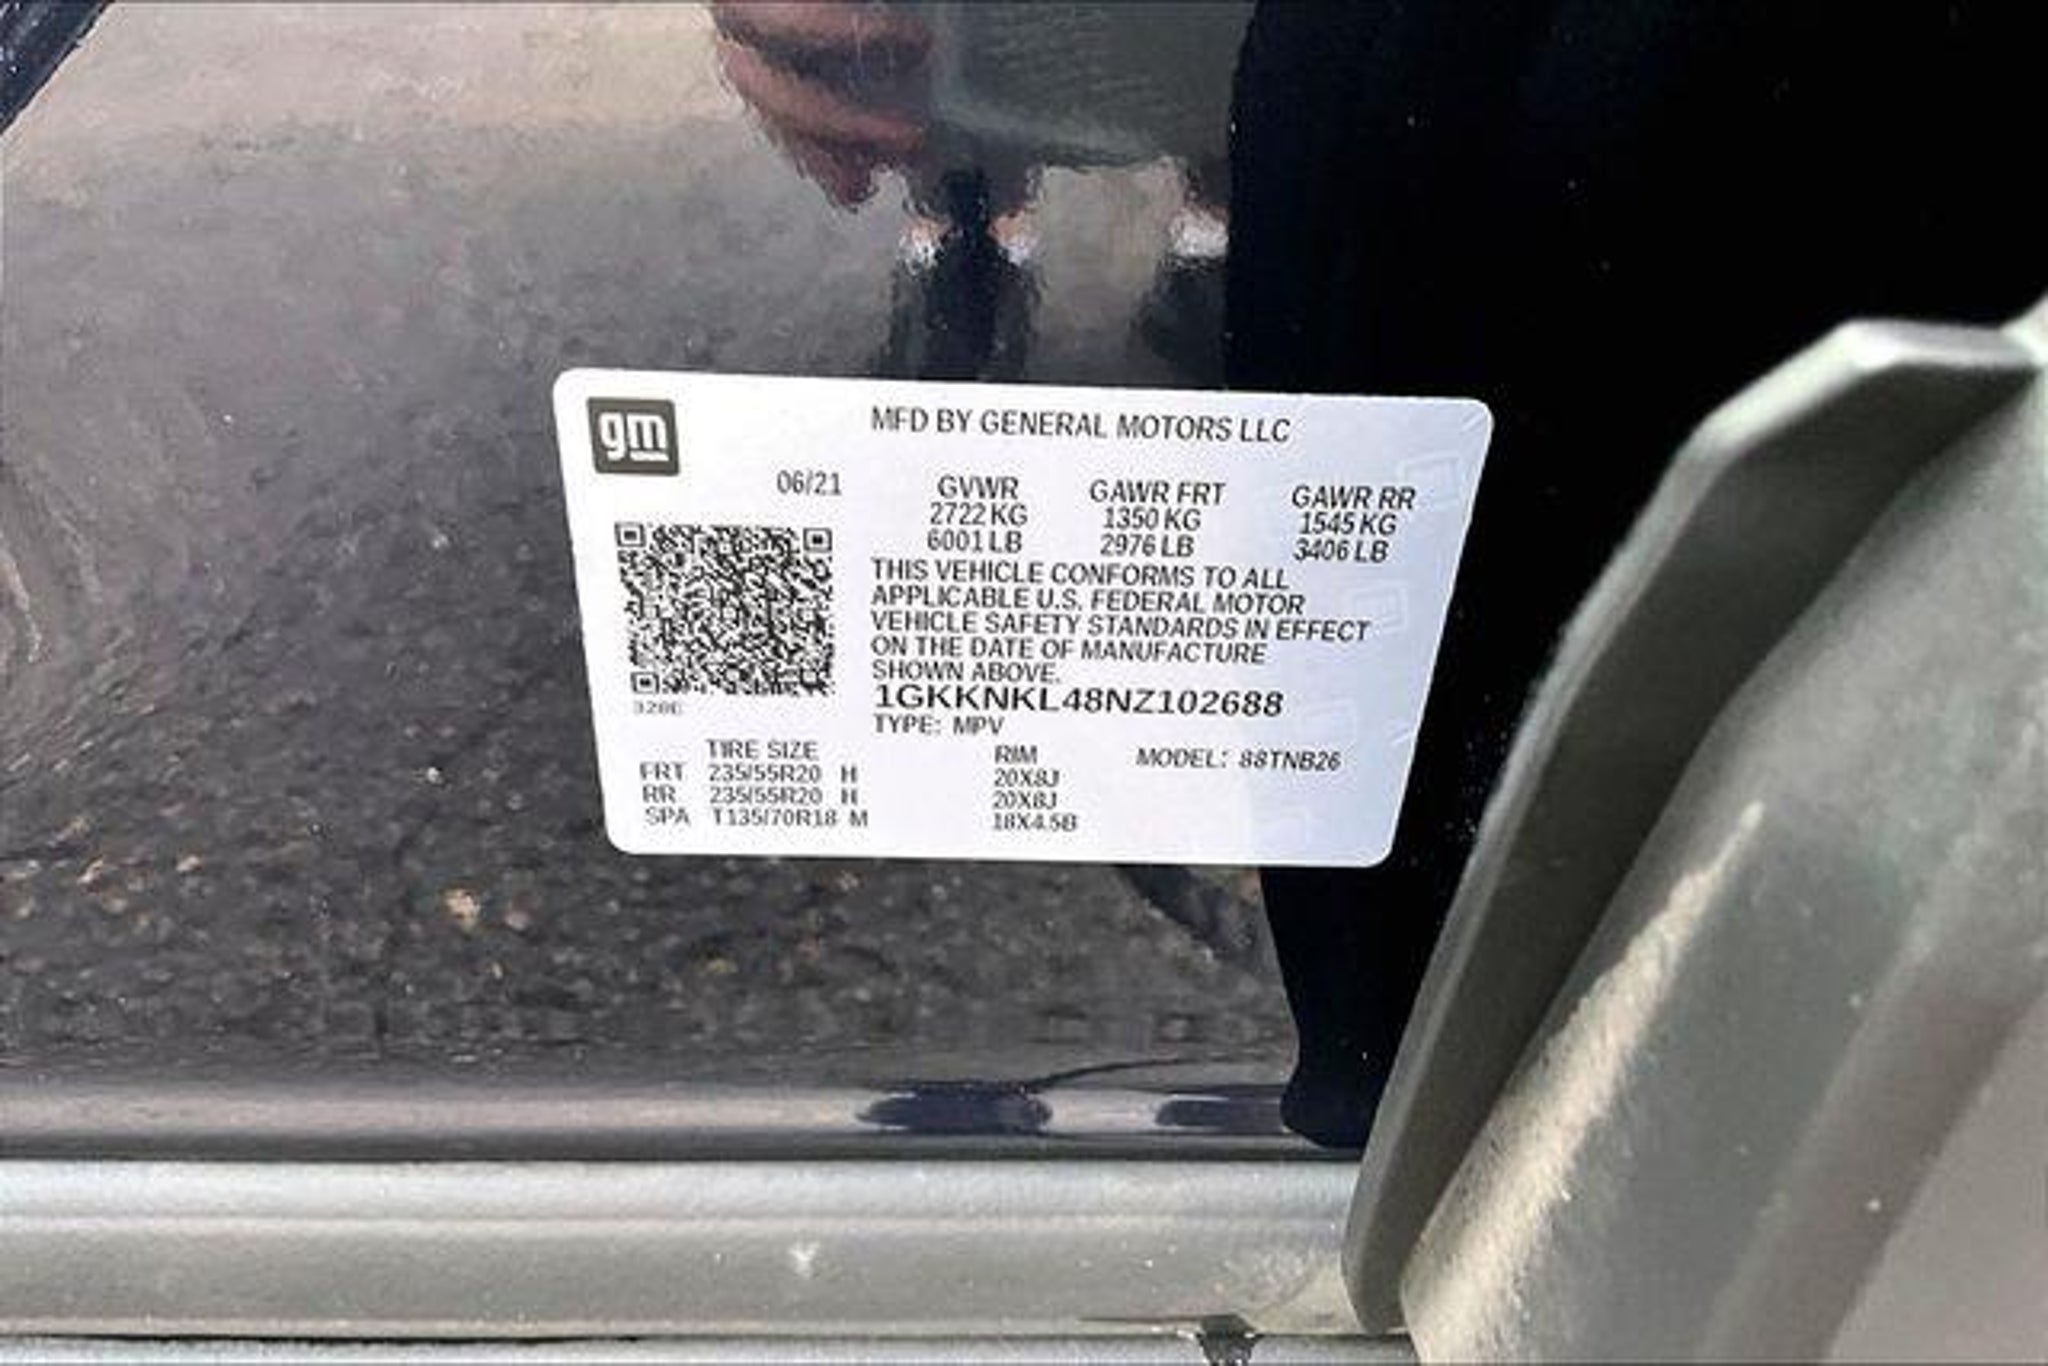 gm
MFD BY GENERAL MOTORS LLC
06/21
GVWR GAWR FRT GAWR RR
2722 KG 1350 KG 1545 KG
6001 LB 2976 LB 3406 LB
THIS VEHICLE CONFORMS TO ALL
APPLICABLE U.S. FEDERAL MOTOR
VEHICLE SAFETY STANDARDS IN EFFECT
ON THE DATE OF MANUFACTURE
SHOWN ABOVE.
1GKKNKL48NZ102688
TYPE: MPV
TIRE SIZE RIM MODEL: 88TNB26
FRT 235/55R20 H 20X8J
RR 235/55R20 H 20X8J
SPA T135/70R18 M 18X4.5B